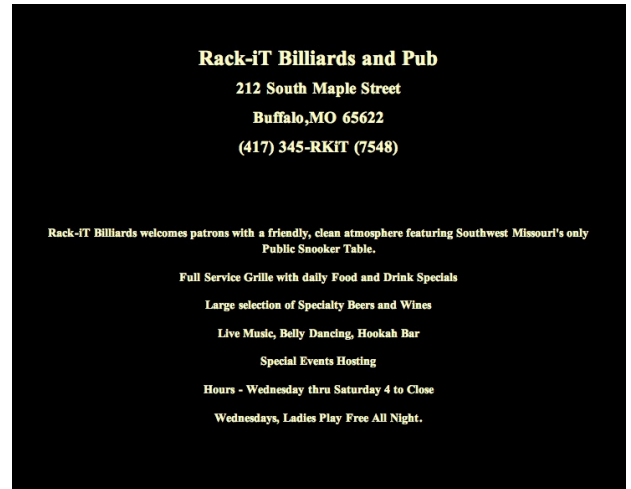 Rack-iT Billiards and Pub
212 South Maple Street
Buffalo,MO 65622
(417) 345-RKiT (7548)
Rack-iT Billiards welcomes patrons with a friendly, clean atmosphere featuring Southwest Missouri's only
Public Snooker Table.
Full Service Grille with daily Food and Drink Specials
Large selection of Specialty Beers and Wines
Live Music, Belly Dancing, Hookah Bar
Special Events Hosting
Hours - Wednesday thru Saturday 4 to Close
Wednesdays, Ladies Play Free All Night.